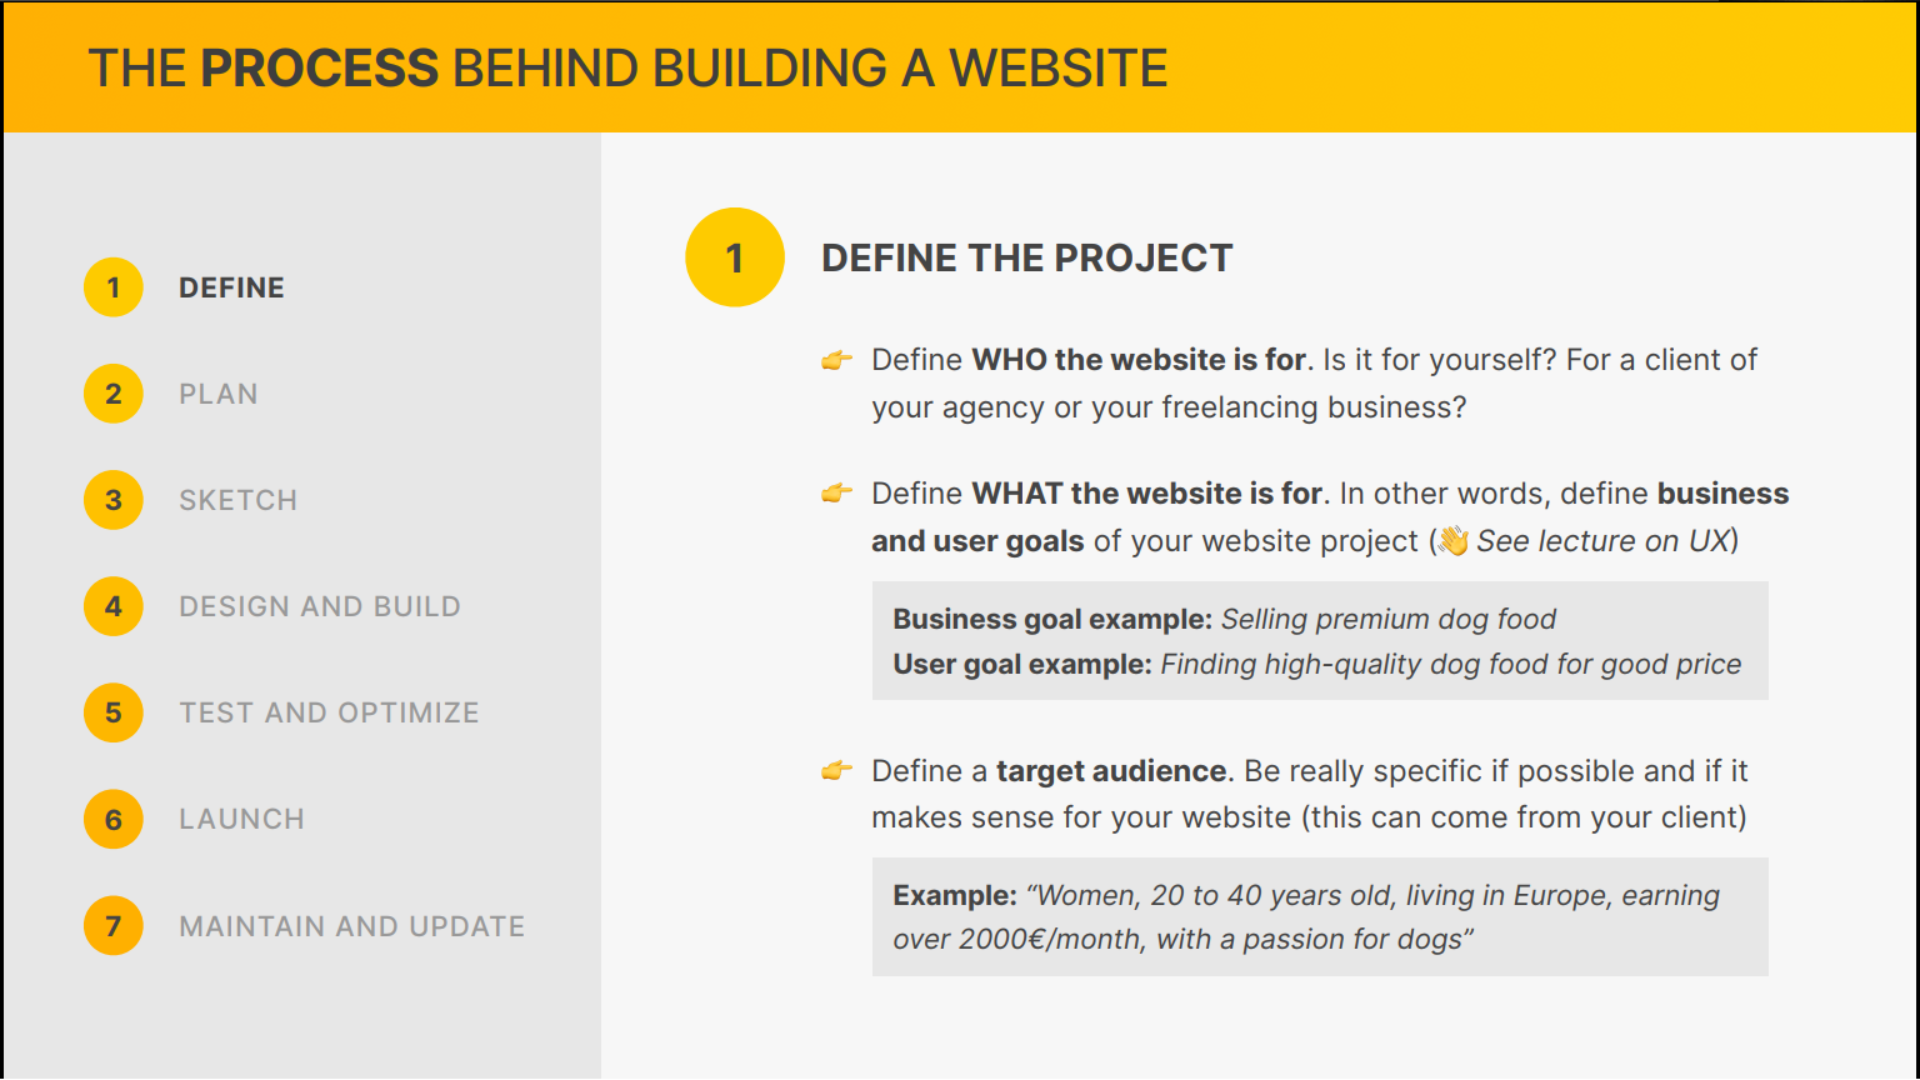 THE PROCESS BEHIND BUILDING A WEBSITE
1 DEFINE
2 PLAN
3 SKETCH
4 DESIGN AND BUILD
5 TEST AND OPTIMIZE
6 LAUNCH
7 MAINTAIN AND UPDATE
1 DEFINE THE PROJECT
👉 Define WHO the website is for. Is it for yourself? For a client of
your agency or your freelancing business?
👉 Define WHAT the website is for. In other words, define business
and user goals of your website project (👋 See lecture on UX)
Business goal example: Selling premium dog food
User goal example: Finding high-quality dog food for good price
👉 Define a target audience. Be really specific if possible and if it
makes sense for your website (this can come from your client)
Example: “Women, 20 to 40 years old, living in Europe, earning
over 2000€/month, with a passion for dogs”